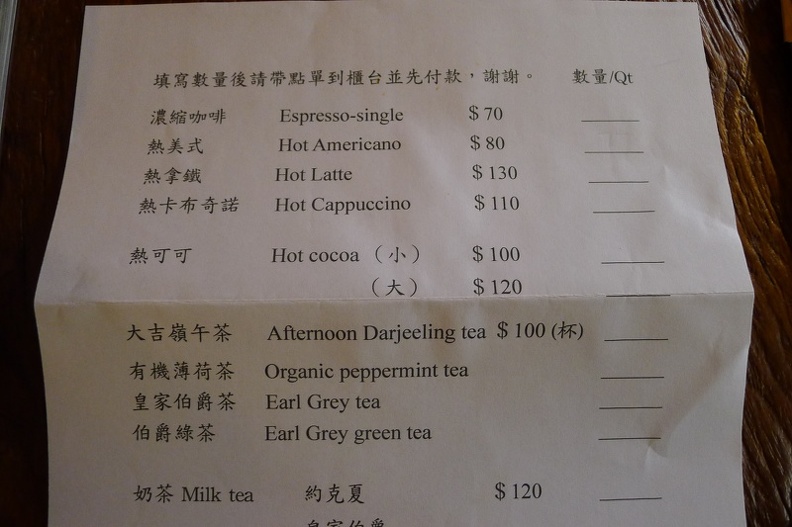 填寫數量後請帶點單到櫃台並先付款，謝謝。 數量/Qt
濃縮咖啡 Espresso-single $ 70
熱美式 Hot Americano $ 80
熱拿鐵 Hot Latte $ 130
熱卡布奇諾 Hot Cappuccino $ 110
熱可可 Hot cocoa （小） $ 100
（大） $ 120
大吉嶺午茶 Afternoon Darjeeling tea $ 100 (杯)
有機薄荷茶 Organic peppermint tea
皇家伯爵茶 Earl Grey tea
伯爵綠茶 Earl Grey green tea
奶茶 Milk tea 約克夏 $ 120
皇家伯爵